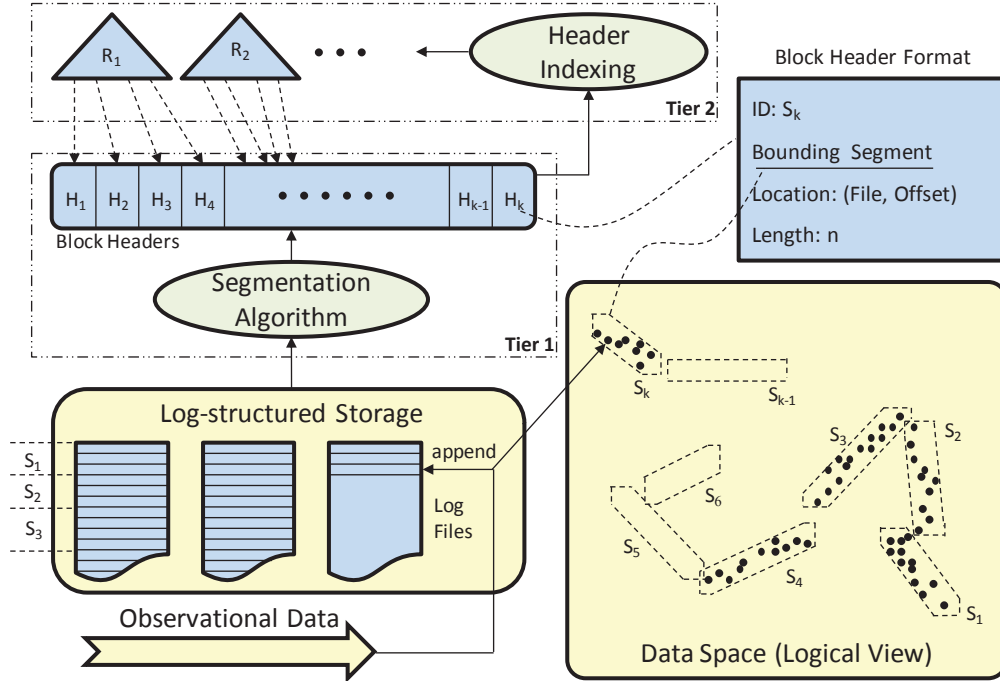 R1
R2
Header
Indexing
Tier 2
Block Header Format
ID: Sk
Bounding Segment
Location: (File, Offset)
Length: n
H1
H2
H3
H4
Hk-1
Hk
Block Headers
Segmentation
Algorithm
Tier 1
Log-structured Storage
append
Log
Files
S1
S2
S3
Observational Data
Sk
Sk-1
S3
S2
S6
S5
S4
S1
Data Space (Logical View)